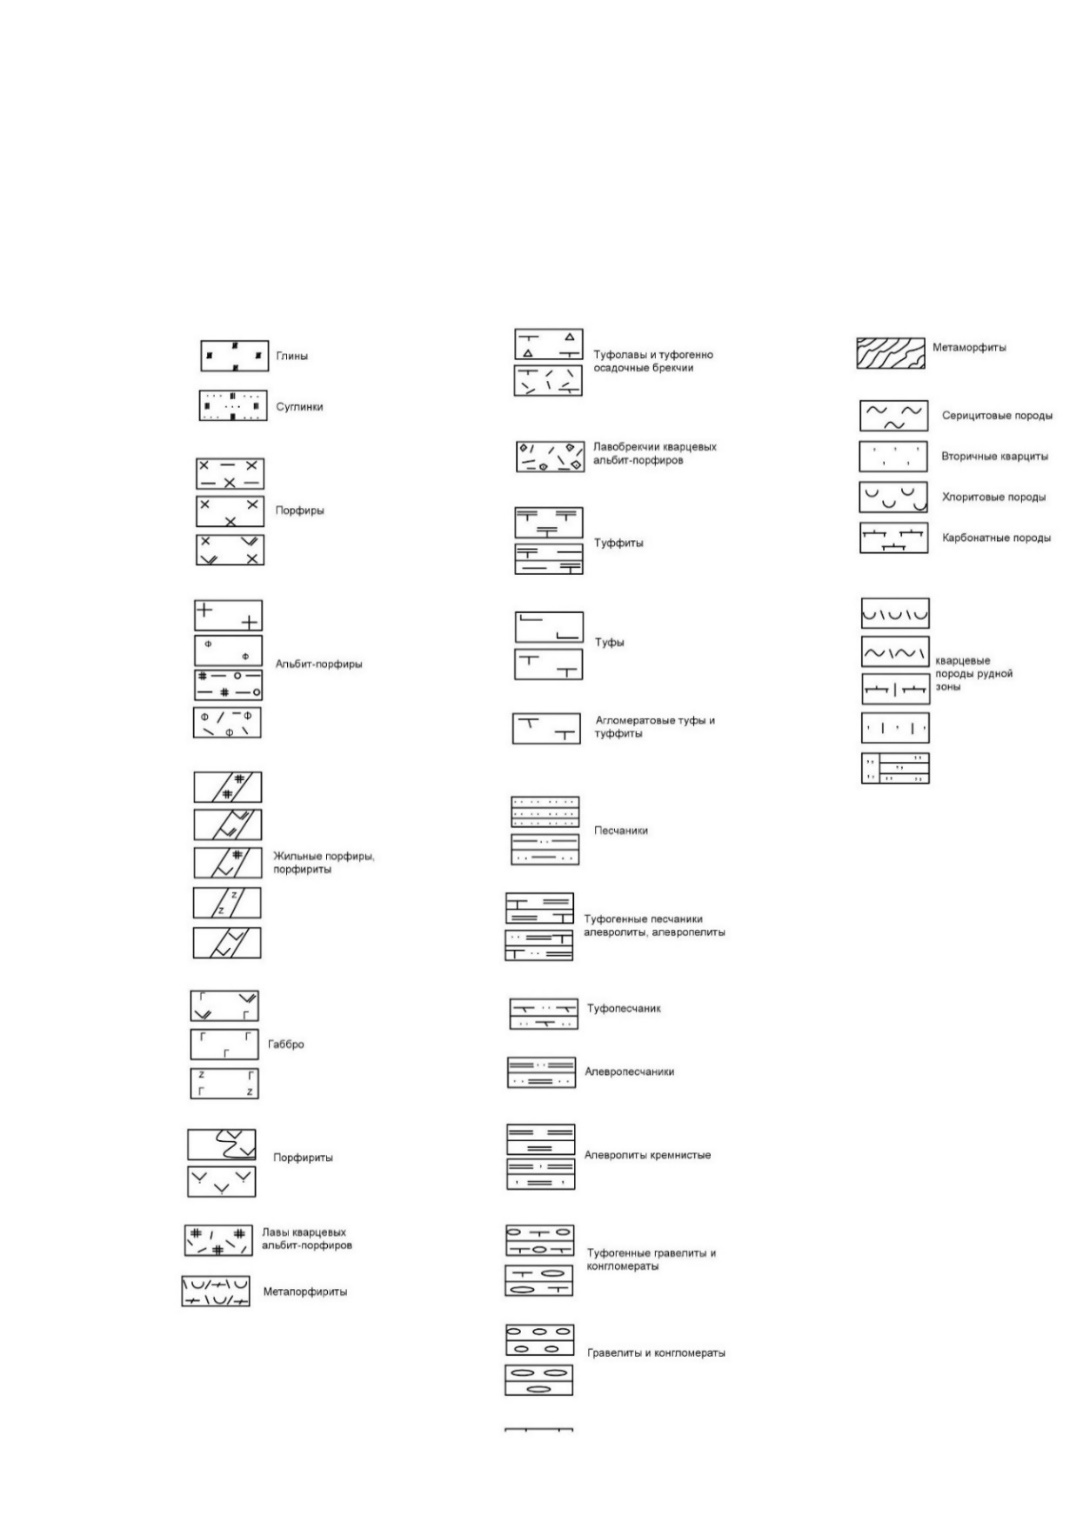 Глины
Суглинки
Порфиры
Альбит-порфиры
Жильные порфиры,
порфириты
Габбро
Порфириты
Лавы кварцевых
альбит-порфиров
Метапорфириты
Туфолавы и туфогенно
осадочные брекчии
Лавобрекчии кварцевых
альбит-порфиров
Туффиты
Туфы
Агломератовые туфы и
туффиты
Песчаники
Туфогенные песчаники
алевролиты, алевропелиты
Туфопесчаник
Алевропесчаники
Алевролиты кремнистые
Туфогенные гравелиты и
конгломераты
Гравелиты и конгломераты
Метаморфиты
Серицитовые породы
Вторичные кварциты
Хлоритовые породы
Карбонатные породы
кварцевые
породы рудной
зоны